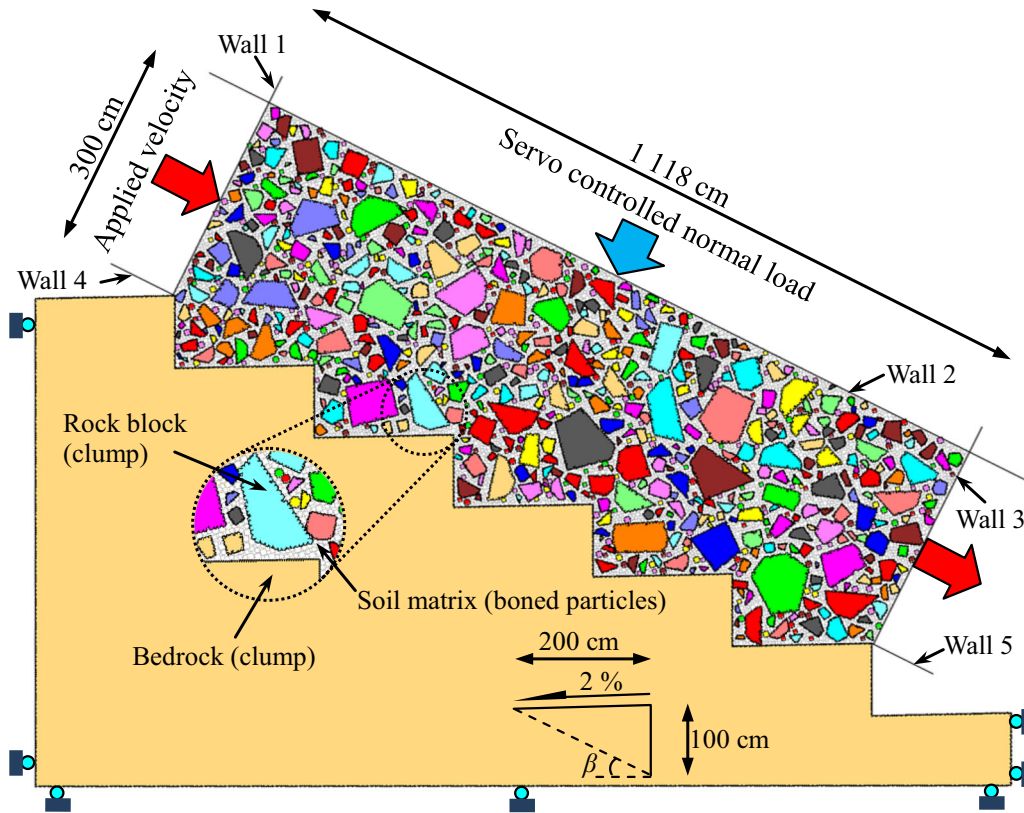 Wall 1
300 cm
Applied velocity
1 118 cm
Servo controlled normal load
Wall 4
Wall 2
Rock block
(clump)
Wall 3
Soil matrix (boned particles)
Bedrock (clump)
200 cm
Wall 5
2 %
100 cm
β